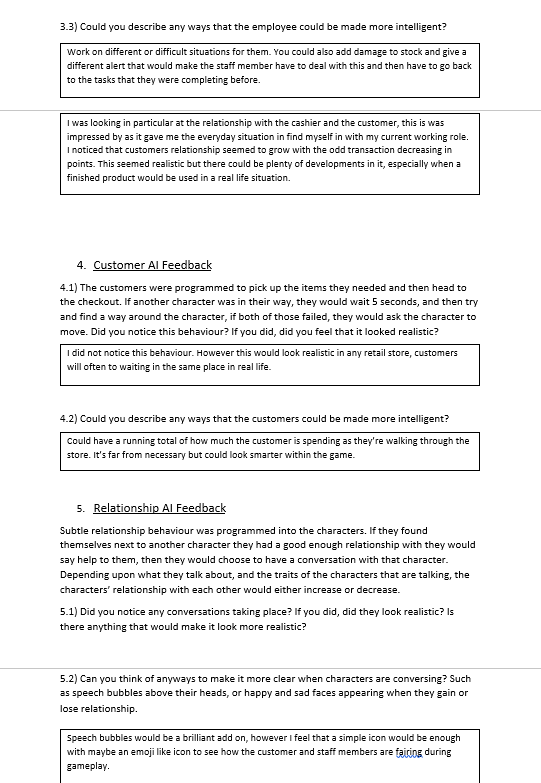 3.3) Could you describe any ways that the employee could be made more intelligent?
Work on different or difficult situations for them. You could also add damage to stock and give a
different alert that would make the staff member have to deal with this and then have to go back
to the tasks that they were completing before.
I was looking in particular at the relationship with the cashier and the customer, this is was
impressed by as it gave me the everyday situation in find myself in with my current working role.
I noticed that customers relationship seemed to grow with the odd transaction decreasing in
points. This seemed realistic but there could be plenty of developments in it, especially when a
finished product would be used in a real life situation.
4. Customer AI Feedback
4.1) The customers were programmed to pick up the items they needed and then head to
the checkout. If another character was in their way, they would wait 5 seconds, and then try
and find a way around the character, if both of those failed, they would ask the character to
move. Did you notice this behaviour? If you did, did you feel that it looked realistic?
I did not notice this behaviour. However this would look realistic in any retail store, customers
will often to waiting in the same place in real life.
4.2) Could you describe any ways that the customers could be made more intelligent?
Could have a running total of how much the customer is spending as they're walking through the
store. It's far from necessary but could look smarter within the game.
5. Relationship AI Feedback
Subtle relationship behaviour was programmed into the characters. If they found
themselves next to another character they had a good enough relationship with they would
say help to them, then they would choose to have a conversation with that character.
Depending upon what they talk about, and the traits of the characters that are talking, the
characters' relationship with each other would either increase or decrease.
5.1) Did you notice any conversations taking place? If you did, did they look realistic? Is
there anything that would make it look more realistic?
5.2) Can you think of anyways to make it more clear when characters are conversing? Such
as speech bubbles above their heads, or happy and sad faces appearing when they gain or
lose relationship.
Speech bubbles would be a brilliant add on, however I feel that a simple icon would be enough
with maybe an emoji like icon to see how the customer and staff members are fairing during
gameplay.